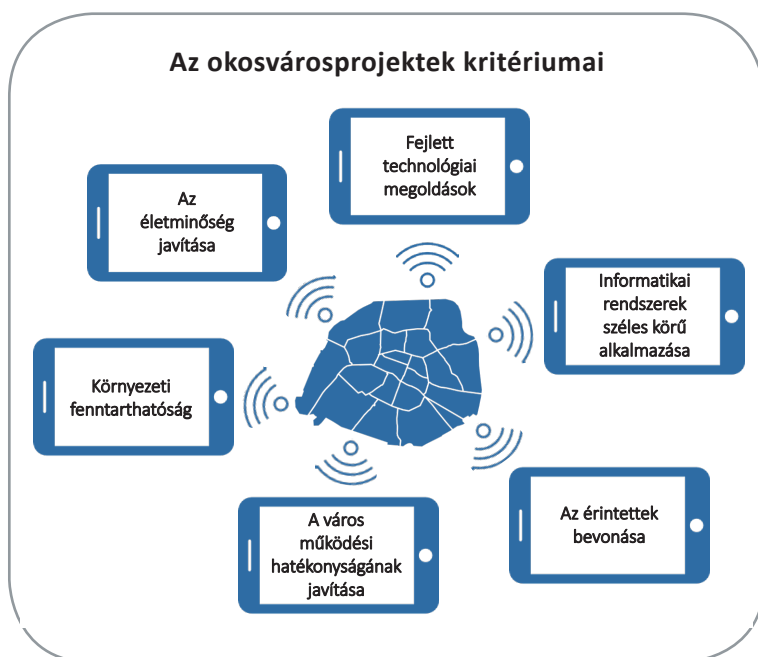 Az okosvárosprojektek kritériumai
Fejlett
technológiai
megoldások
Az
életminőség
javítása
Informatikai
rendszerek
széles körű
alkalmazása
Környezeti
fenntarthatóság
Az érintettek
bevonása
A város
működési
hatékonyságának
javítása